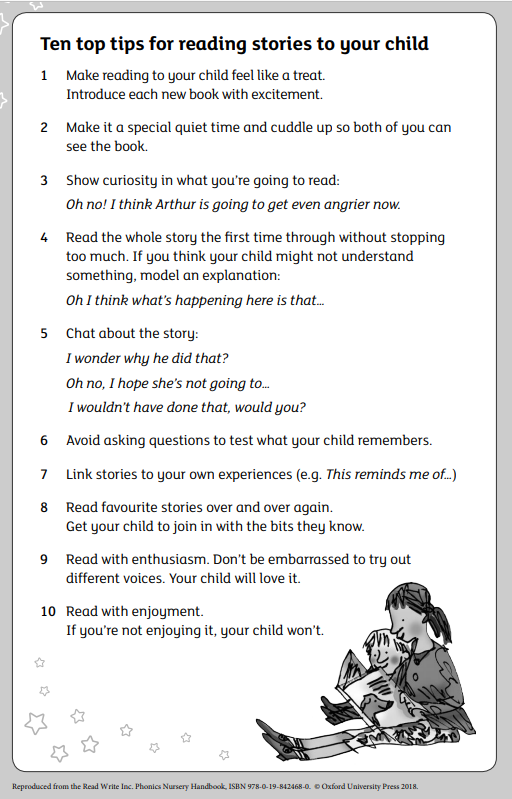 Ten top tips for reading stories to your child
1 Make reading to your child feel like a treat.
Introduce each new book with excitement.
2 Make it a special quiet time and cuddle up so both of you can
see the book.
3 Show curiosity in what you're going to read:
Oh no! I think Arthur is going to get even angrier now.
4 Read the whole story the first time through without stopping
too much. If you think your child might not understand
something, model an explanation:
Oh I think what's happening here is that...
5 Chat about the story:
I wonder why he did that?
Oh no, I hope she's not going to...
I wouldn't have done that, would you?
6 Avoid asking questions to test what your child remembers.
7 Link stories to your own experiences (e.g. This reminds me of...)
8 Read favourite stories over and over again.
Get your child to join in with the bits they know.
9 Read with enthusiasm. Don't be embarrassed to try out
different voices. Your child will love it.
10 Read with enjoyment.
If you're not enjoying it, your child won't.
Reproduced from the Read Write Inc. Phonics Nursery Handbook, ISBN 978-0-19-842468-0. © Oxford University Press 2018.